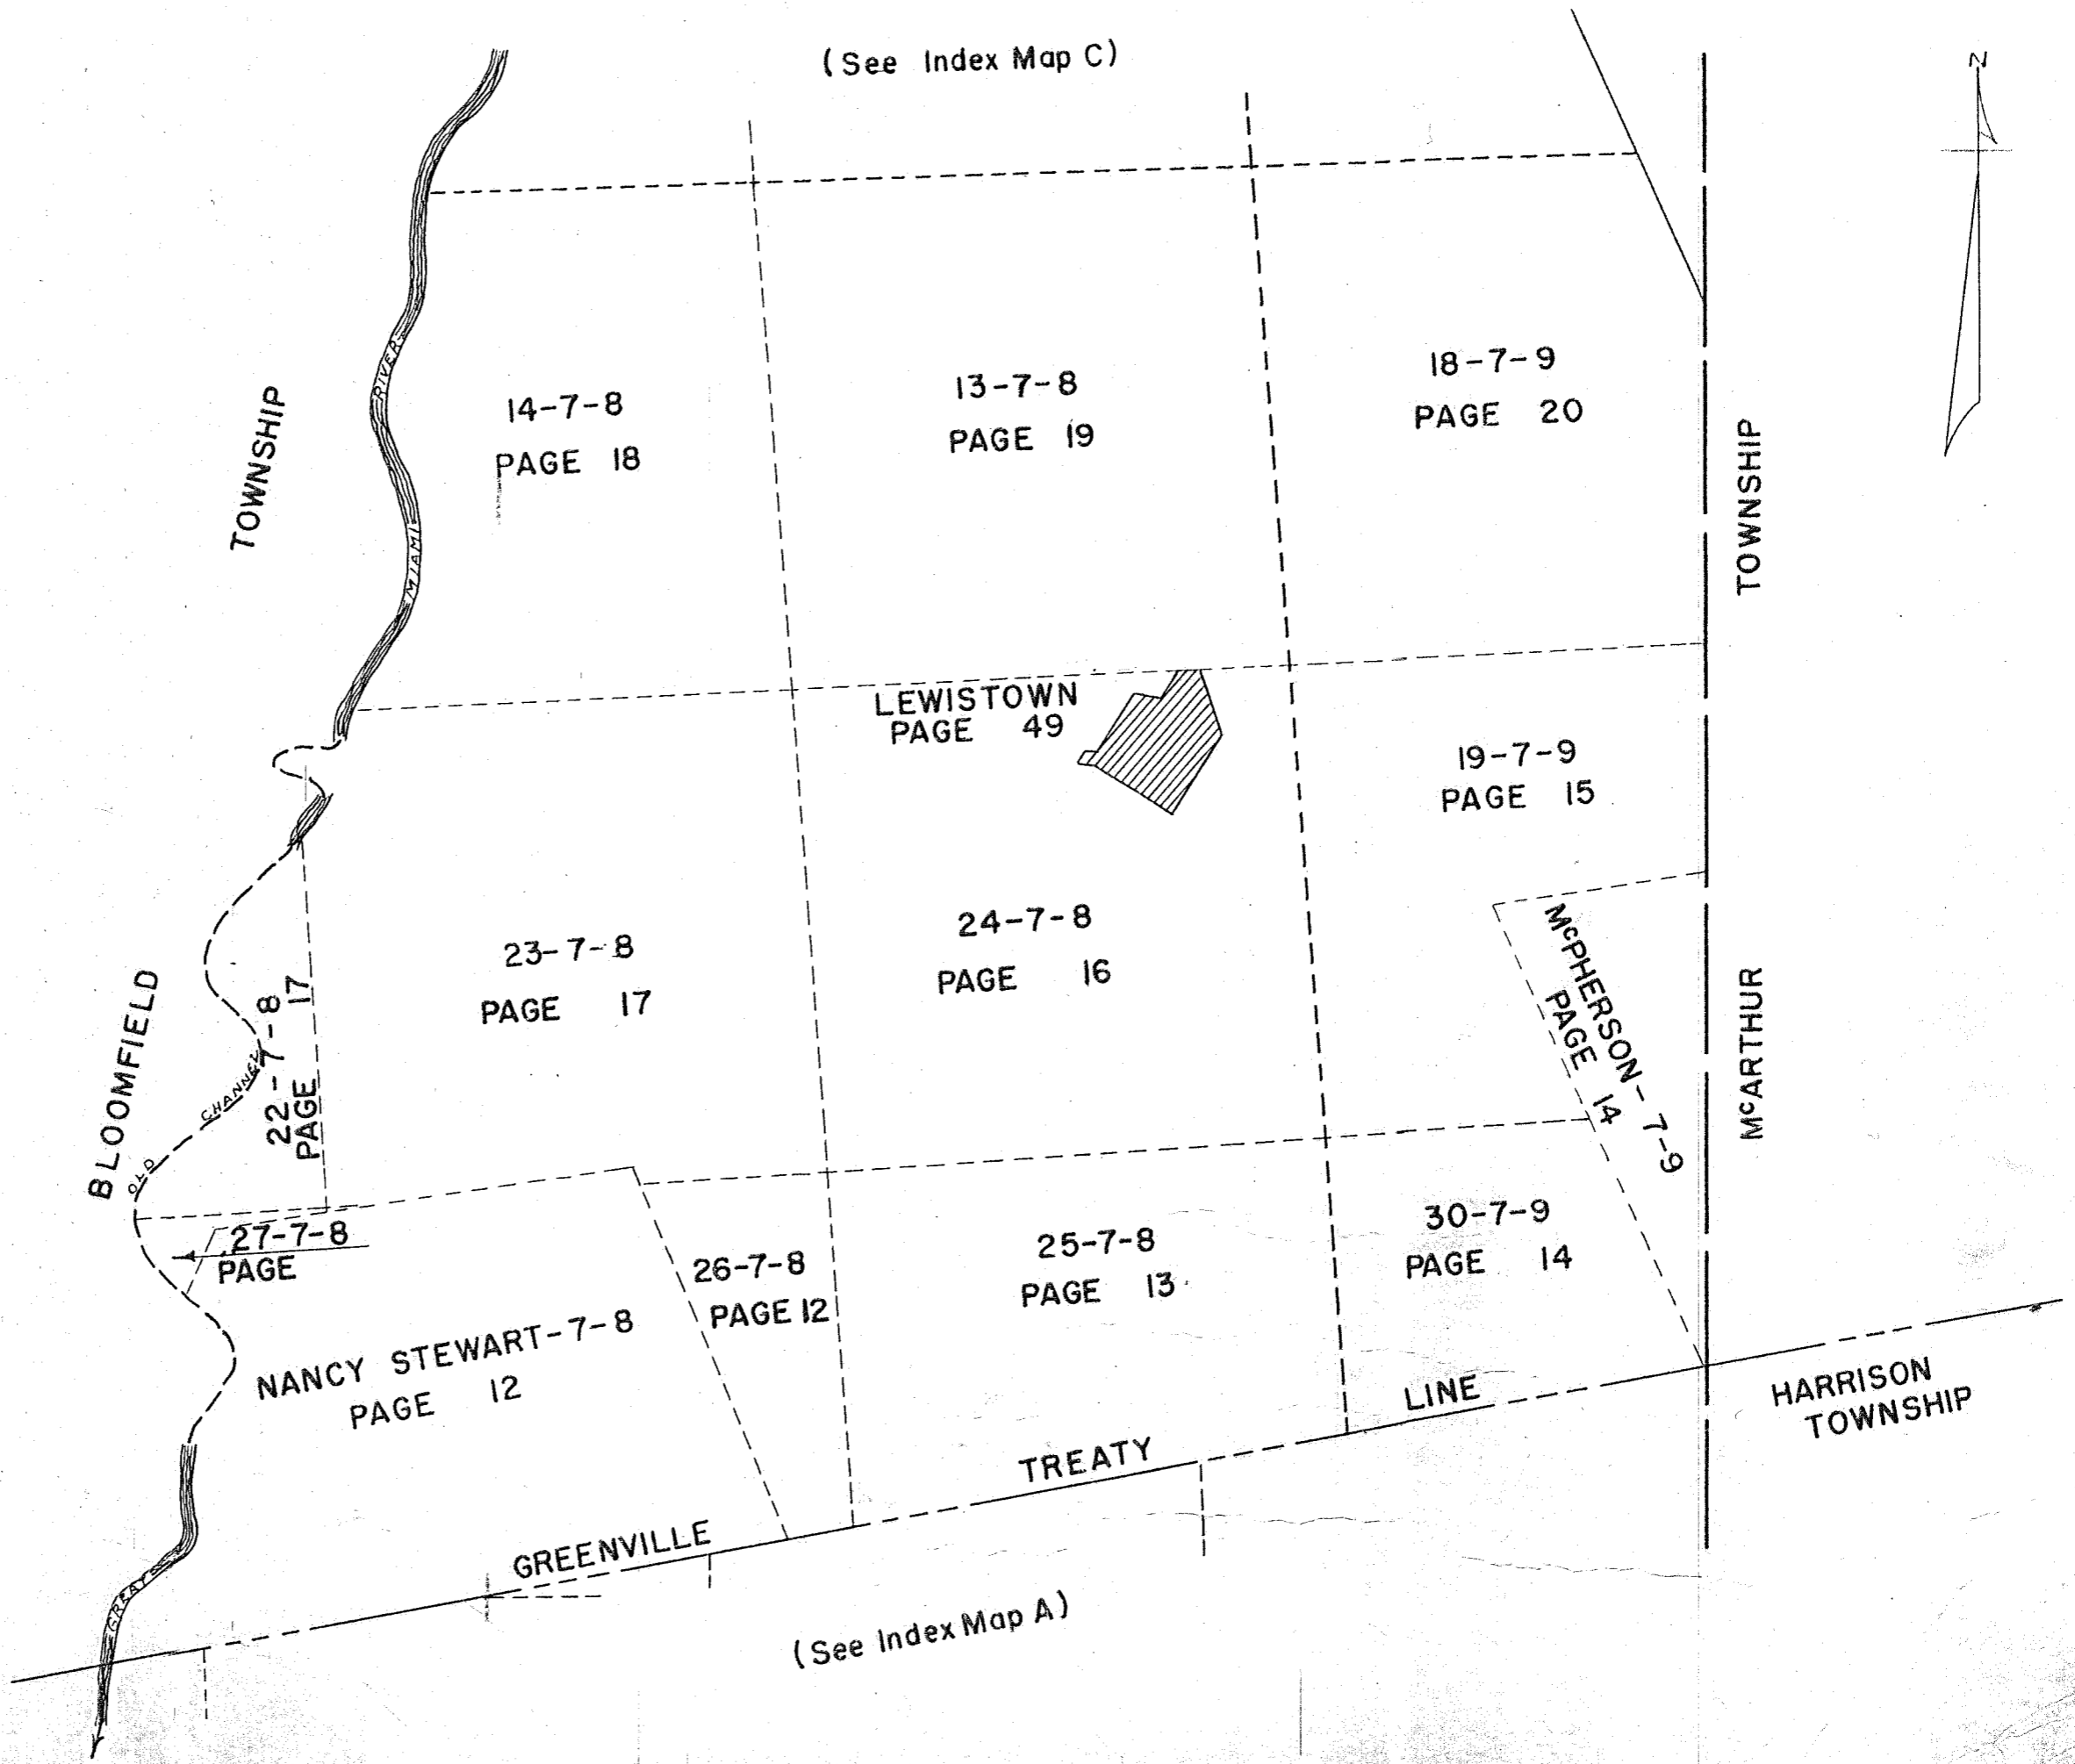 (See Index Map C)
N
RIVER
MIAMI
TOWNSHIP
14-7-8
PAGE 18
13-7-8
PAGE 19
18-7-9
PAGE 20
TOWNSHIP
LEWISTOWN
PAGE 49
19-7-9
PAGE 15
BLOOMFIELD
OLD CHANNEL
22-7-8
PAGE 17
23-7-8
PAGE 17
24-7-8
PAGE 16
McPHERSON-7-9
PAGE 14
McARTHUR
27-7-8
PAGE
NANCY STEWART-7-8
PAGE 12
26-7-8
PAGE 12
25-7-8
PAGE 13
30-7-9
PAGE 14
GREENVILLE TREATY LINE
HARRISON
TOWNSHIP
GREAT
(See Index Map A)